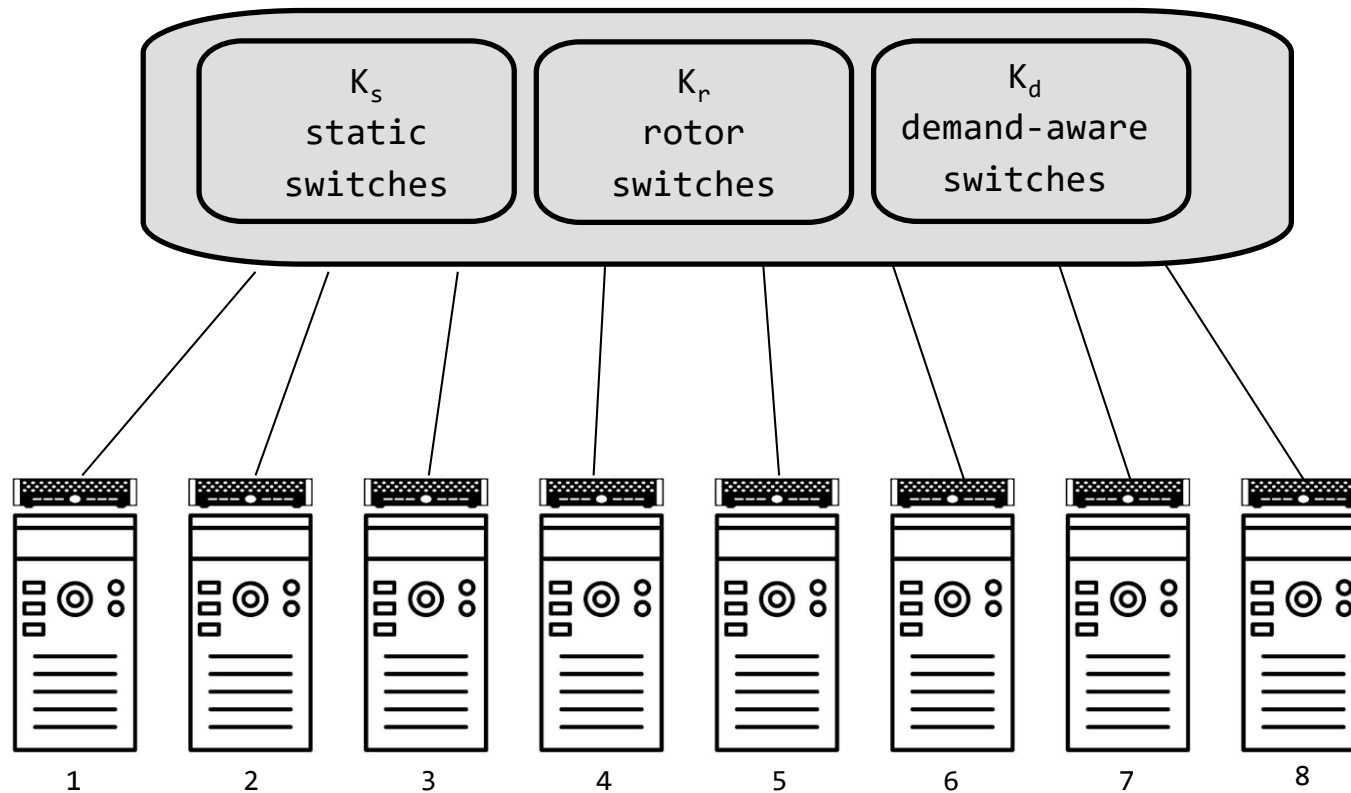 K_s
static
switches
K_r
rotor
switches
K_d
demand-aware
switches
1 2 3 4 5 6 7 8